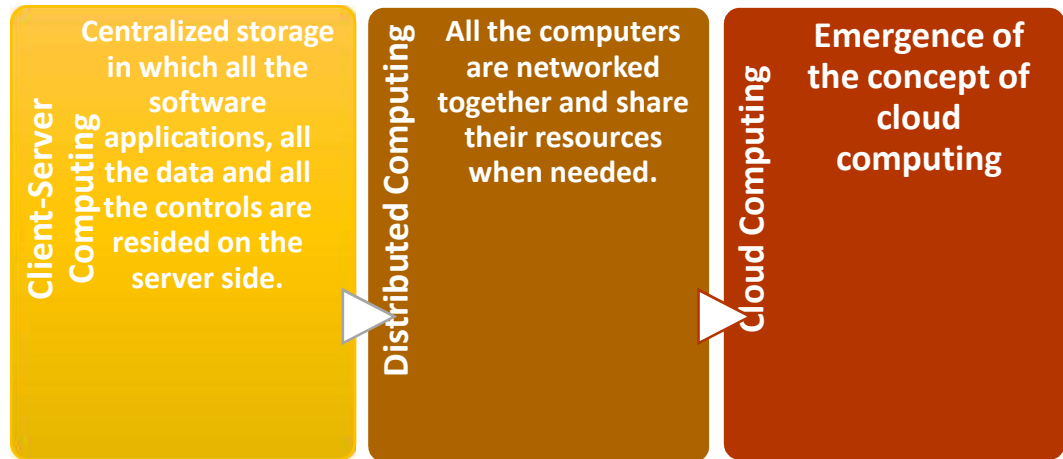 Client-Server
Computing
Centralized storage
in which all the
software
applications, all
the data and all
the controls are
resided on the
server side.
Distributed Computing
All the computers
are networked
together and share
their resources
when needed.
Cloud Computing
Emergence of
the concept of
cloud
computing